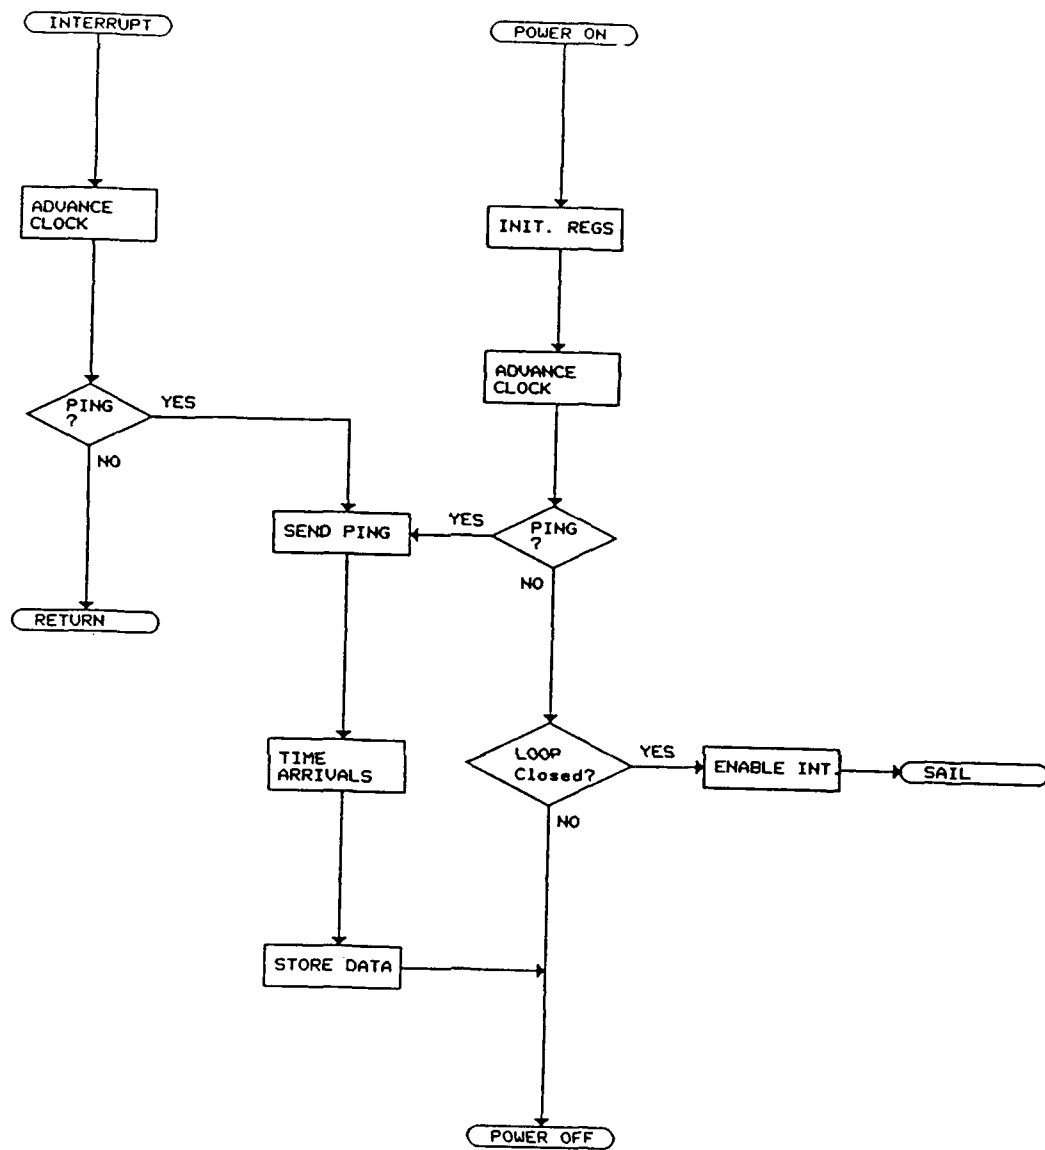 INTERRUPT
POWER ON
ADVANCE
CLOCK
INIT. REGS
ADVANCE
CLOCK
PING
?
YES
NO
SEND PING
YES
PING
?
NO
RETURN
TIME
ARRIVALS
LOOP
Closed?
YES
ENABLE INT
SAIL
NO
STORE DATA
POWER OFF